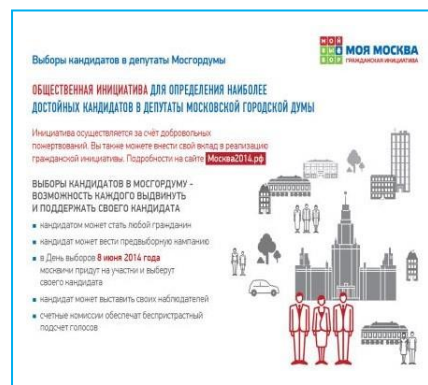 Выборы кандидатов в депутаты Мосгордумы
МОЙ
ВЫБ
ВОР
МОЯ МОСКВА
ГРАЖДАНСКАЯ ИНИЦИАТИВА
ОБЩЕСТВЕННАЯ ИНИЦИАТИВА ДЛЯ ОПРЕДЕЛЕНИЯ НАИБОЛЕЕ
ДОСТОЙНЫХ КАНДИДАТОВ В ДЕПУТАТЫ МОСКОВСКОЙ ГОРОДСКОЙ ДУМЫ
Инициатива осуществляется за счёт добровольных
пожертвований. Вы также можете внести свой вклад в реализацию
гражданской инициативы. Подробности на сайте Москва2014.рф
ВЫБОРЫ КАНДИДАТОВ В МОСГОРДУМУ -
ВОЗМОЖНОСТЬ КАЖДОГО ВЫДВИНУТЬ
И ПОДДЕРЖАТЬ СВОЕГО КАНДИДАТА
кандидатом может стать любой гражданин
кандидат может вести предвыборную кампанию
в День выборов 8 июня 2014 года
москвичи придут на участки и выберут
своего кандидата
кандидат может выставить своих наблюдателей
счетные комиссии обеспечат беспристрастный
подсчет голосов